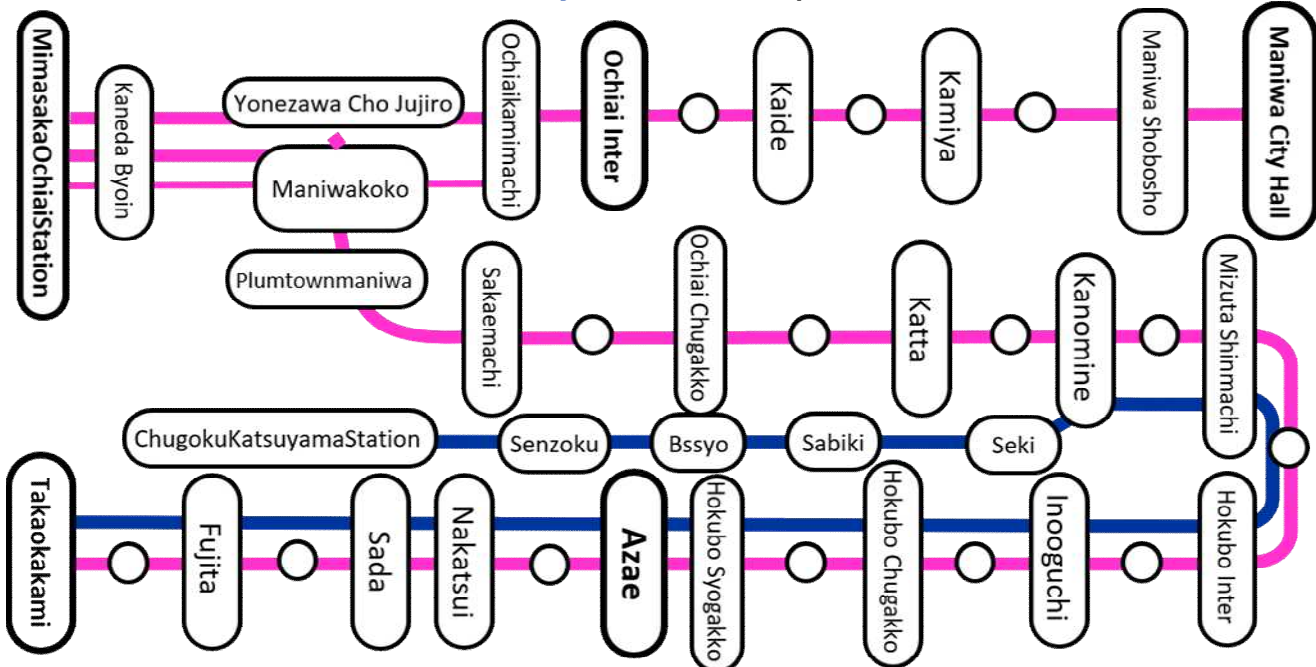 MimasakaOchiaiStation
Kaneda Byoin
Yonezawa Cho Jujiro
Maniwakoko
Plumtownmaniwa
Ochiaikamimachi
Ochiai Inter
Kaide
Kamiya
Maniwa Shobosho
Maniwa City Hall
Sakaemachi
Ochiai Chugakko
Katta
Kanomine
Mizuta Shinmachi
ChugokuKatsuyamaStation
Senzoku
Bssyo
Sabiki
Seki
Takaokakami
Fujita
Sada
Nakatsui
Azae
Hokubo Syogakko
Hokubo Chugakko
Inooguchi
Hokubo Inter